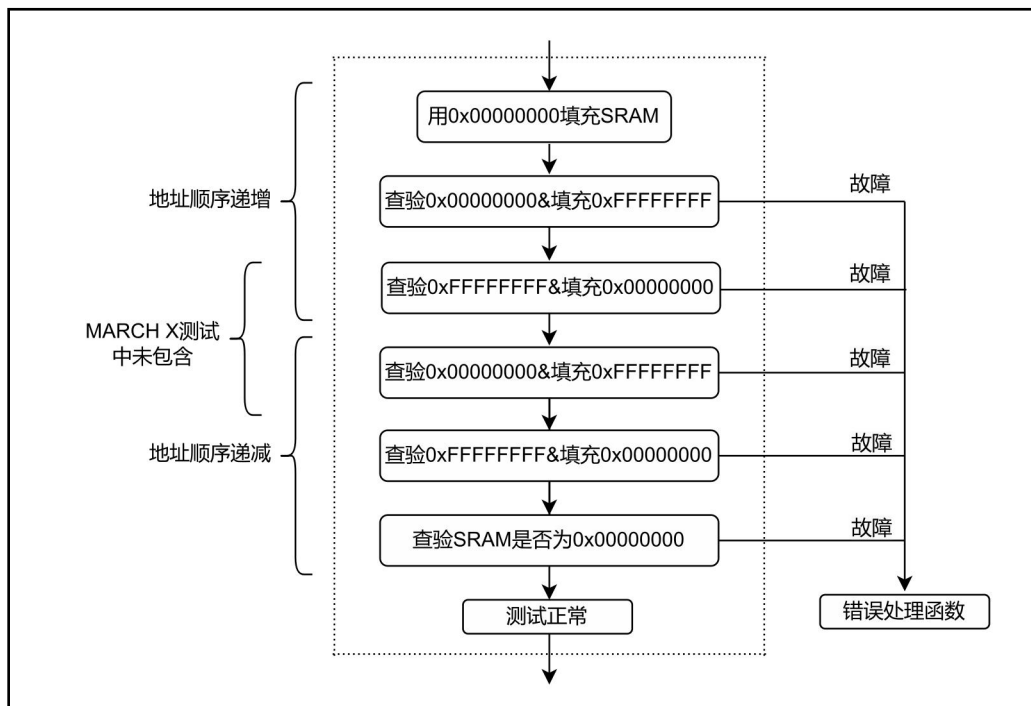 用0x00000000填充SRAM
地址顺序递增
查验0x00000000&填充0xFFFFFFFF
故障
查验0xFFFFFFFF&填充0x00000000
故障
MARCH X测试
中未包含
查验0x00000000&填充0xFFFFFFFF
故障
地址顺序递减
查验0xFFFFFFFF&填充0x00000000
故障
查验SRAM是否为0x00000000
故障
测试正常
错误处理函数